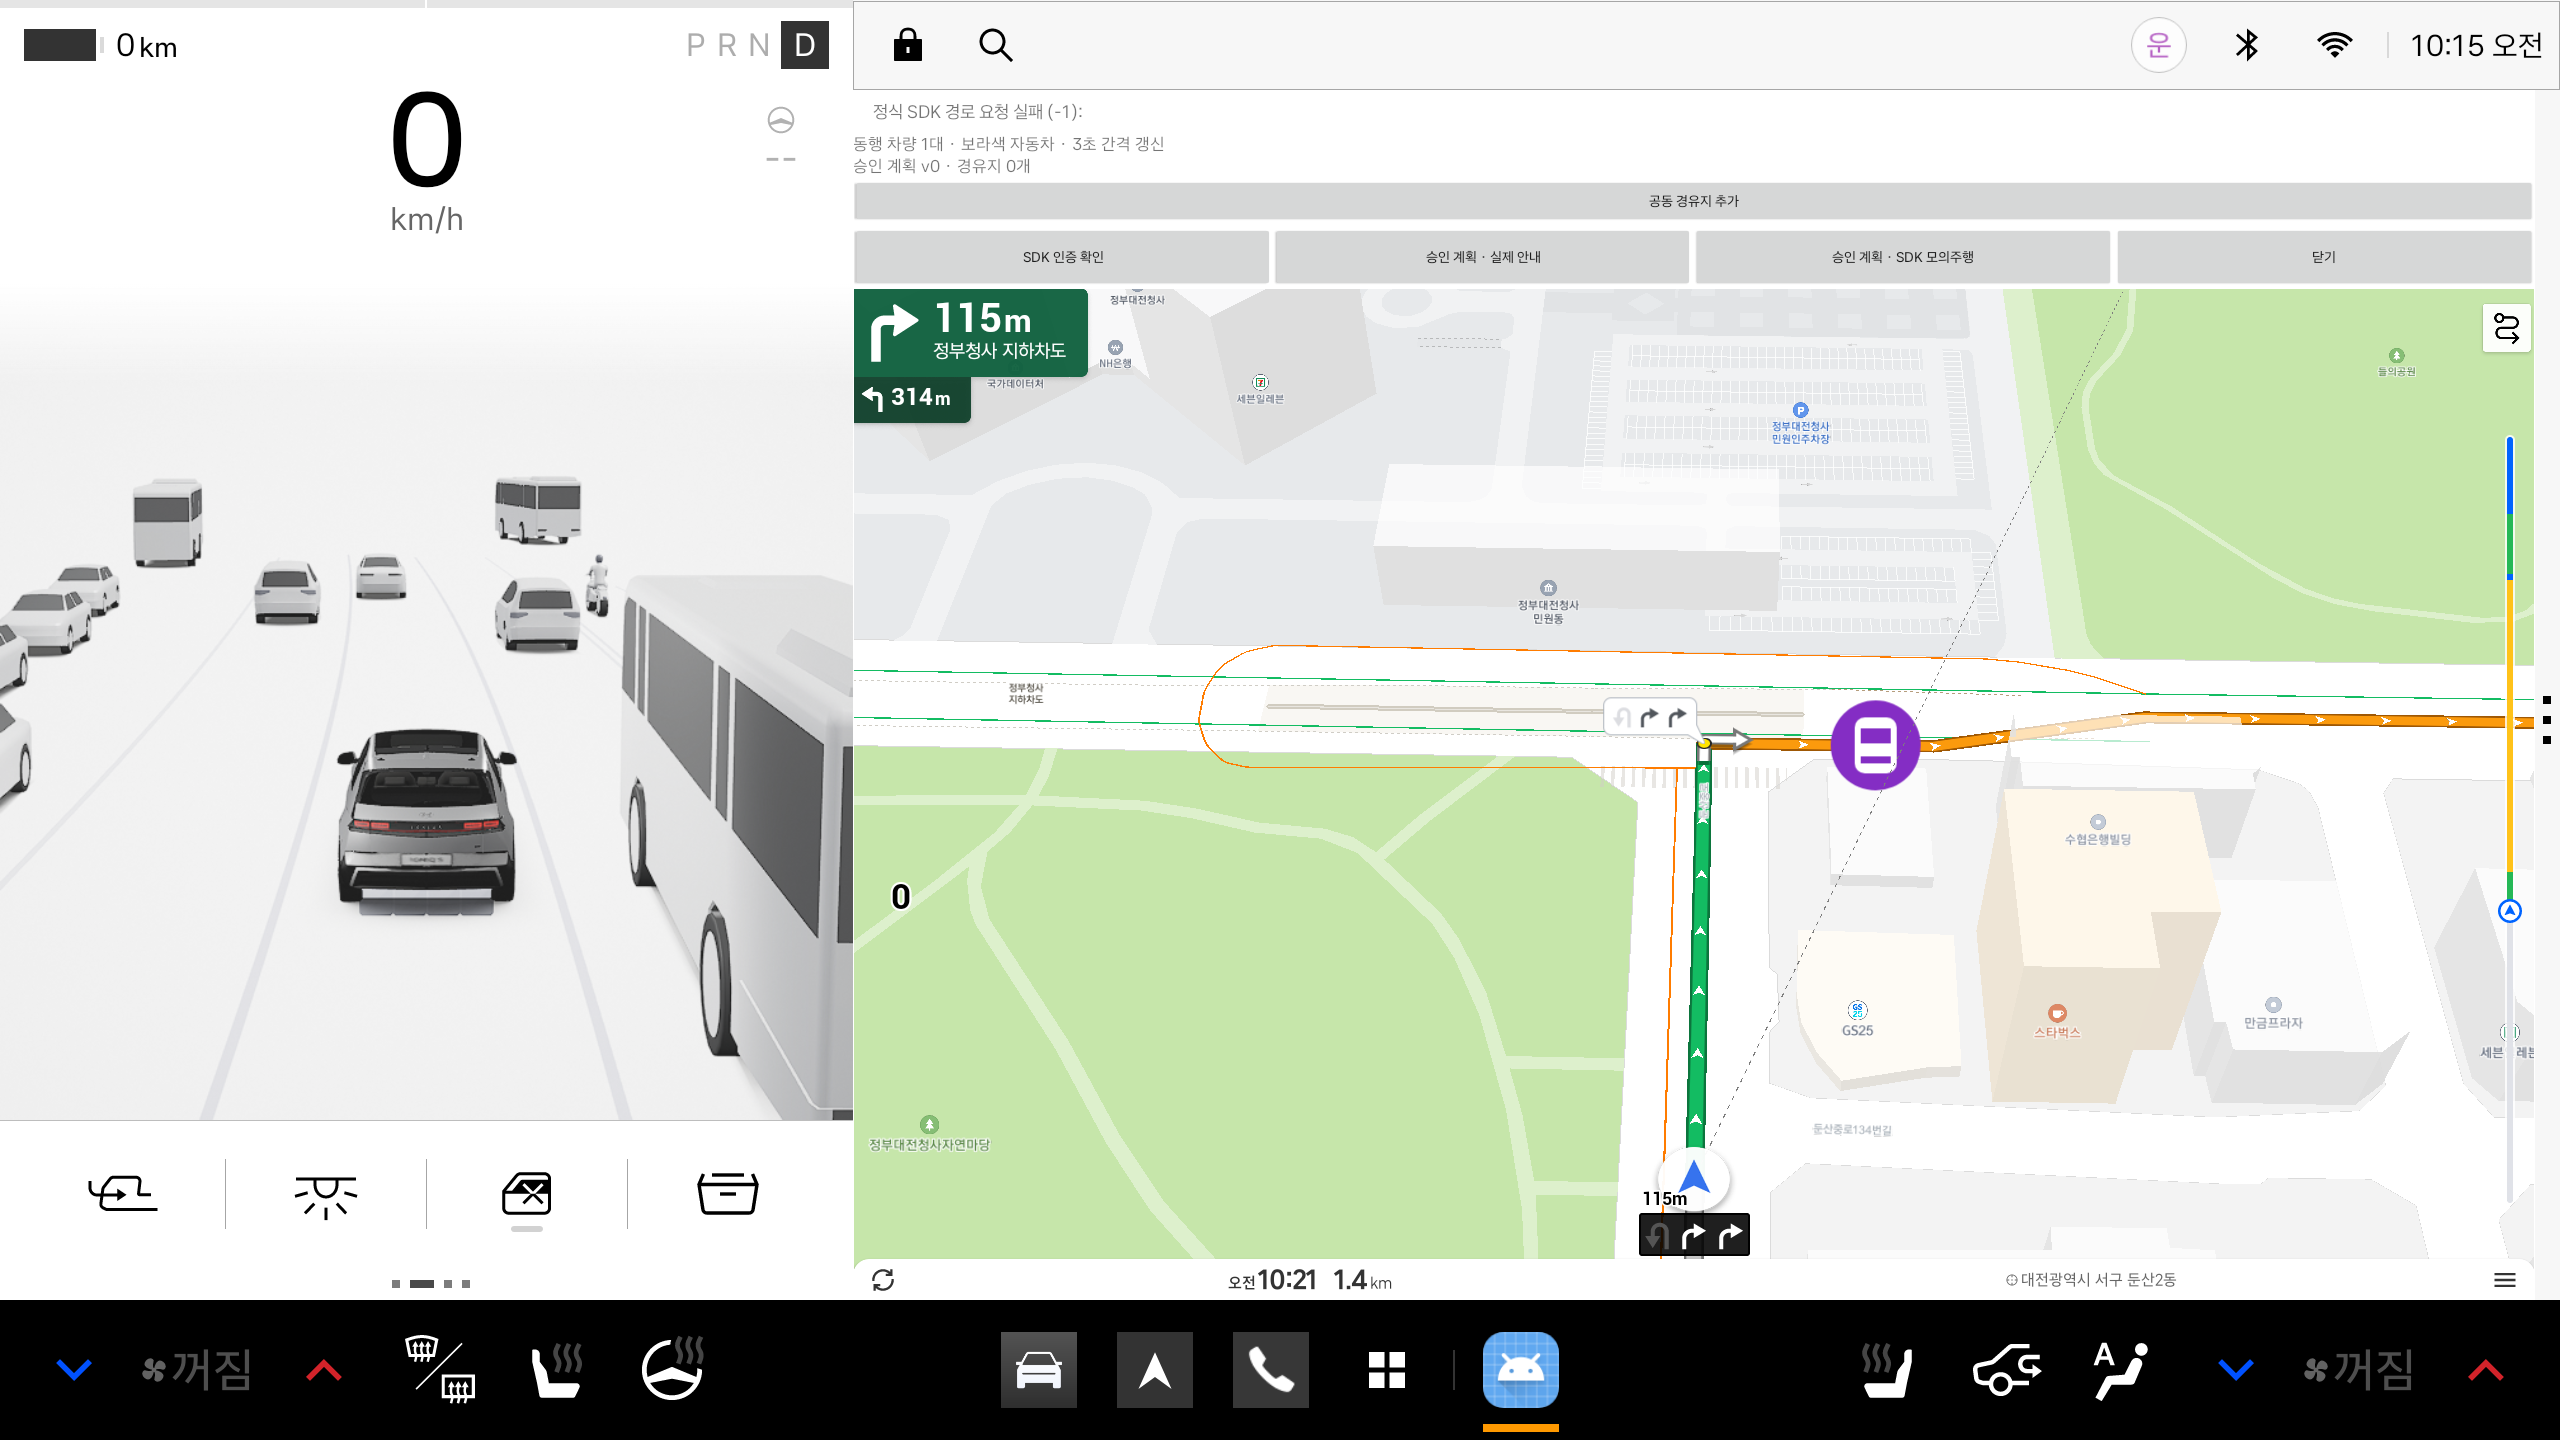 0 km
P R N D
0
km/h
--
운
10:15 오전
정식 SDK 경로 요청 실패 (-1):
동행 차량 1대 · 보라색 자동차 · 3초 간격 갱신
승인 계획 v0 · 경유지 0개
공동 경유지 추가
SDK 인증 확인
승인 계획 · 실제 안내
승인 계획 · SDK 모의주행
닫기
115m
정부청사 지하차도
314m
정부대전청사
NH은행
국가데이터처
세븐일레븐
P
정부대전청사
민원인주차장
들의공원
정부대전청사
민원동
정부청사
지하차도
수협은행빌딩
0
GS25
GS25
스타벅스
만금프라자
정부대전청사자연마당
둔산중로134번길
115m
오전 10:21 1.4 km
대전광역시 서구 둔산2동
꺼짐
A
꺼짐